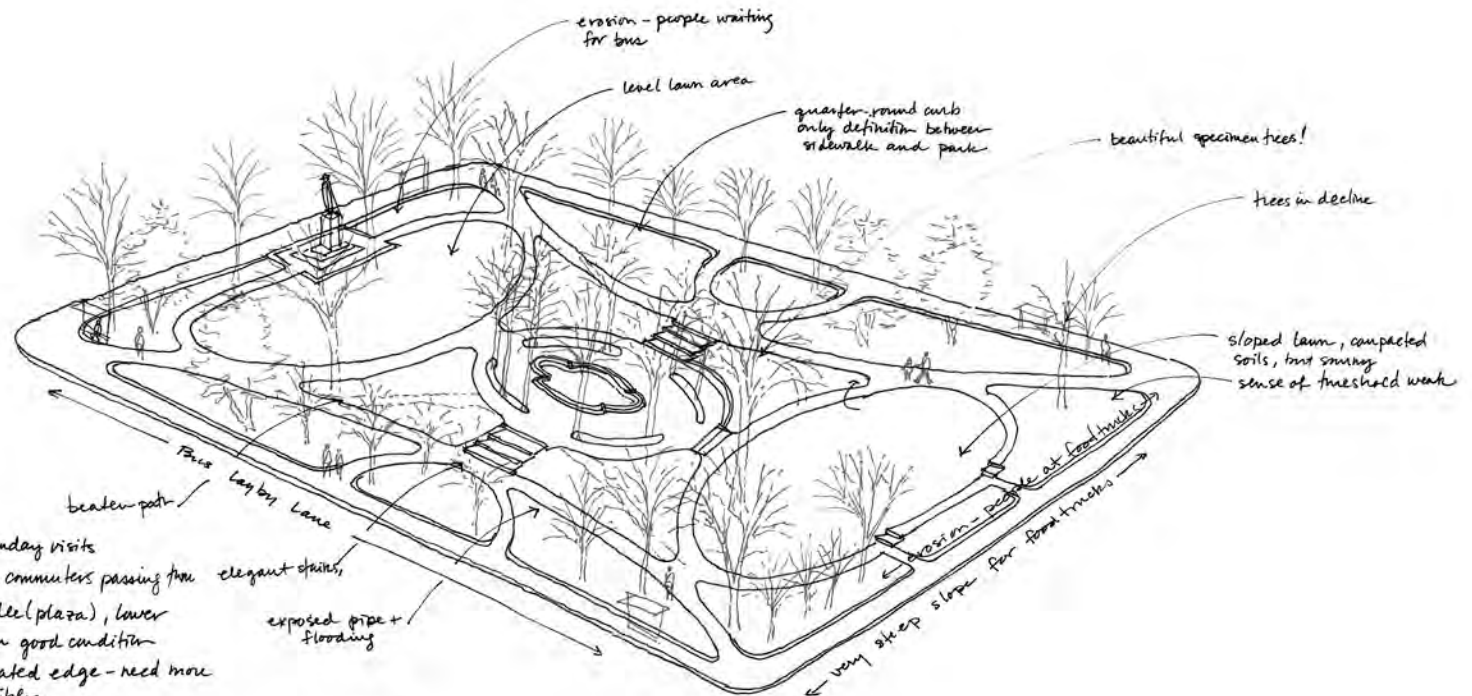 erosion - people waiting
for bus
level lawn area
quarter-round curb
only definition between
sidewalk and park
beautiful specimen trees!
trees in decline
sloped lawn, compacted
soils, but sunny
sense of threshold weak
erosion - people at food trucks
very steep slope for food trucks
Bus Layby Lane
beaten path
elegant stairs,
exposed pipe +
flooding
nday visits
commuters passing thru
(plaza), lower
good condition
ated edge - need more